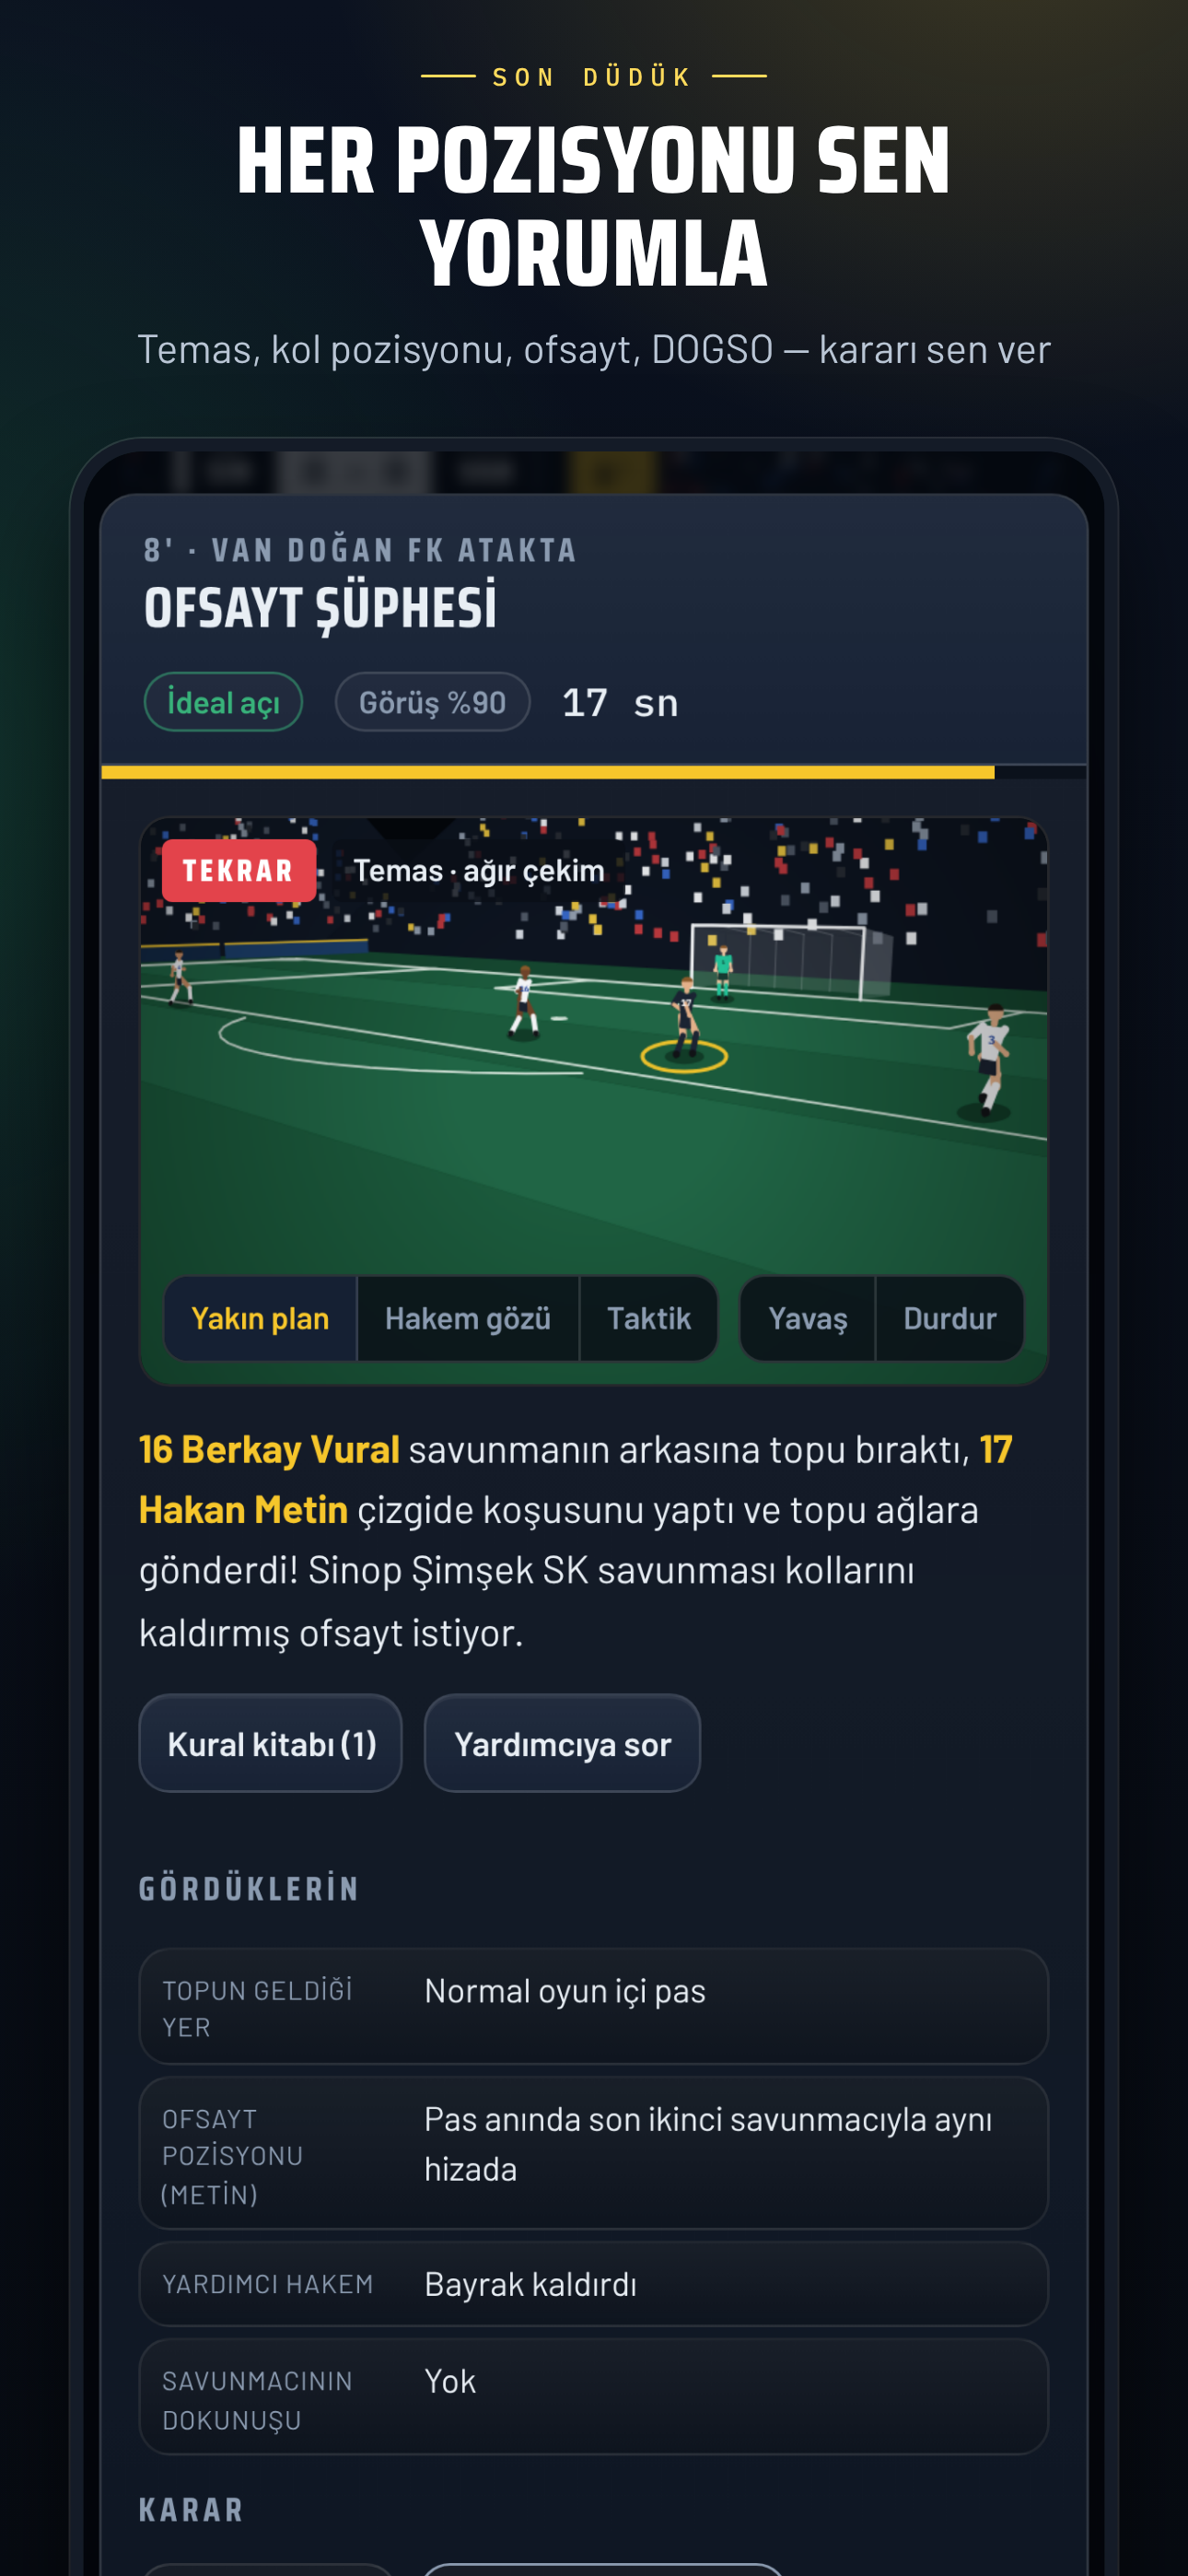 SON DÜDÜK
HER POZISYONU SEN
YORUMLA
Temas, kol pozisyonu, ofsayt, DOGSO — kararı sen ver
8' · VAN DOĞAN FK ATAKTA
OFSAYT ŞÜPHESİ
İdeal açı
Görüş %90
17 sn
TEKRAR
Temas · ağır çekim
17
3
Yakın plan
Hakem gözü
Taktik
Yavaş
Durdur
16 Berkay Vural savunmanın arkasına topu bıraktı, 17
Hakan Metin çizgide koşusunu yaptı ve topu ağlara
gönderdi! Sinop Şimşek SK savunması kollarını
kaldırmış ofsayt istiyor.
Kural kitabı (1)
Yardımcıya sor
GÖRDÜKLERİN
TOPUN GELDİĞİ
YER
Normal oyun içi pas
OFSAYT
POZİSYONU
(METİN)
Pas anında son ikinci savunmacıyla aynı
hizada
YARDIMCI HAKEM
Bayrak kaldırdı
SAVUNMACININ
DOKUNUŞU
Yok
KARAR